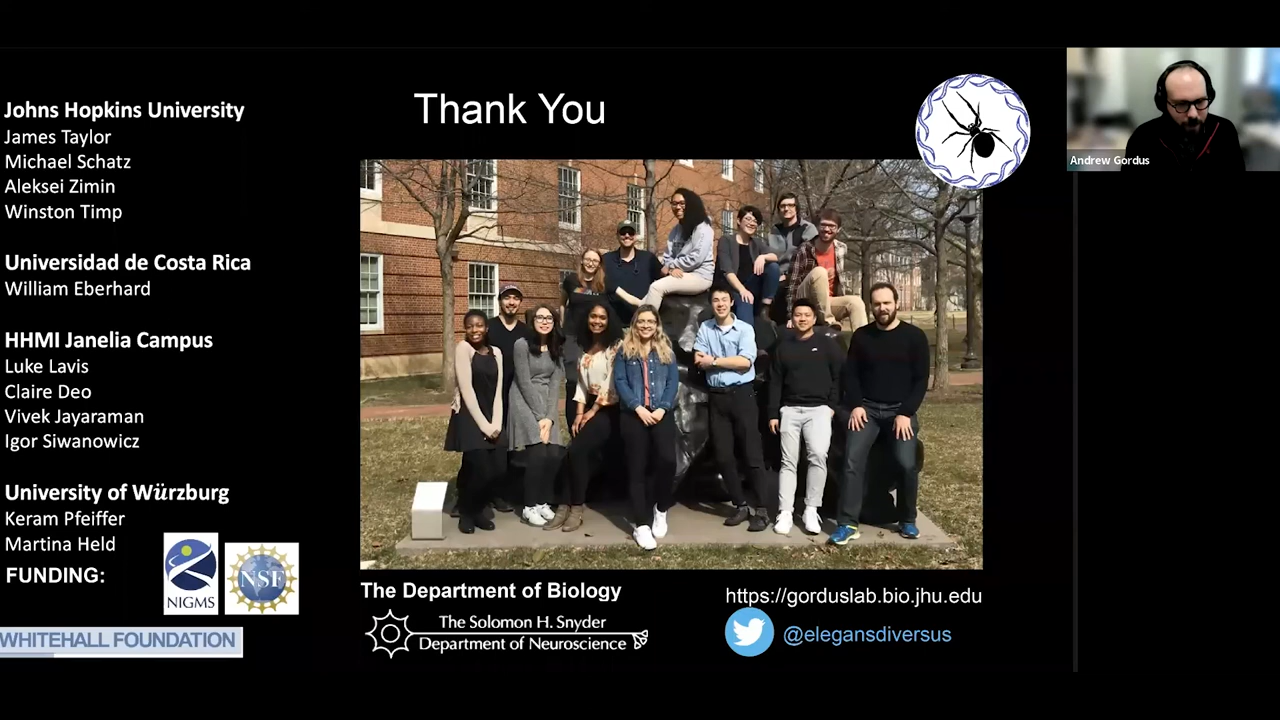 Thank You
Johns Hopkins University
James Taylor
Michael Schatz
Aleksei Zimin
Winston Timp
Universidad de Costa Rica
William Eberhard
HHMI Janelia Campus
Luke Lavis
Claire Deo
Vivek Jayaraman
Igor Siwanowicz
University of Würzburg
Keram Pfeiffer
Martina Held
FUNDING:
NIGMS
NSF
WHITEHALL FOUNDATION
The Department of Biology
The Solomon H. Snyder
Department of Neuroscience
https://gorduslab.bio.jhu.edu
@elegansdiversus
Andrew Gordus